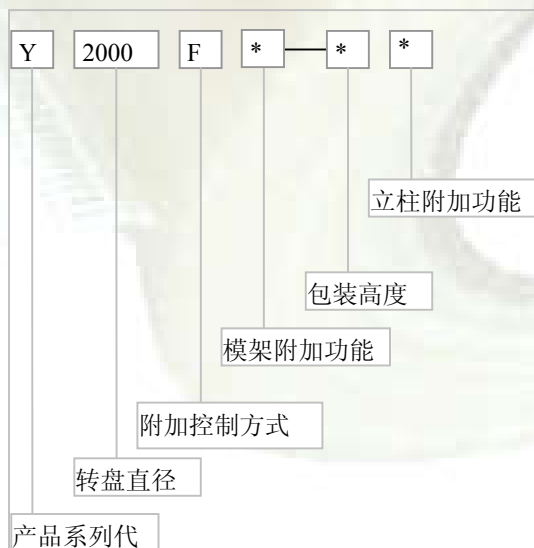 Y 2000 F * — * *
立柱附加功能
包装高度
模架附加功能
附加控制方式
转盘直径
产品系列代